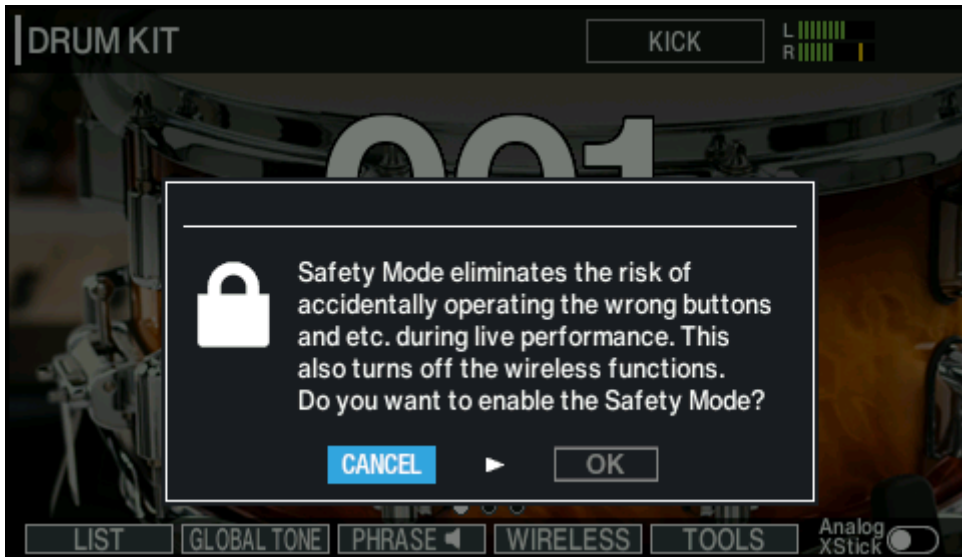 DRUM KIT
KICK
L
R
001
Safety Mode eliminates the risk of
accidentally operating the wrong buttons
and etc. during live performance. This
also turns off the wireless functions.
Do you want to enable the Safety Mode?
CANCEL
OK
LIST
GLOBAL TONE
PHRASE
WIRELESS
TOOLS
Analog
XStick